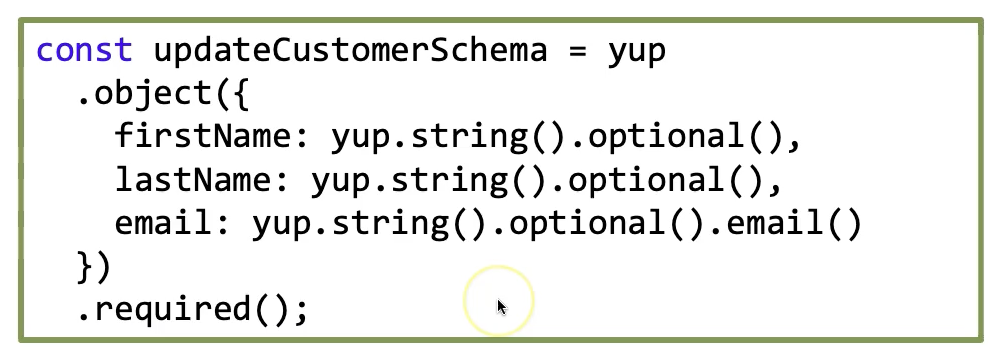 const updateCustomerSchema = yup
  .object({
    firstName: yup.string().optional(),
    lastName: yup.string().optional(),
    email: yup.string().optional().email()
  })
  .required();